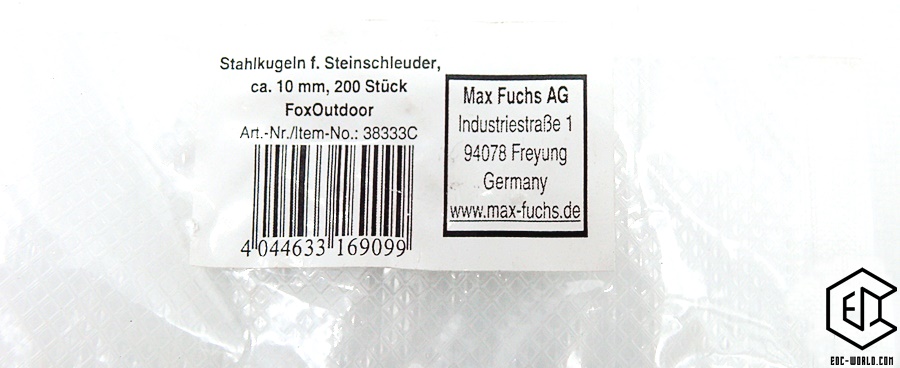 Stahlkugeln f. Steinschleuder,
ca. 10 mm, 200 Stück
FoxOutdoor
Art.-Nr./Item-No.: 38333C
4 044633 169099
Max Fuchs AG
Industriestraße 1
94078 Freyung
Germany
www.max-fuchs.de
EDC
EDC-WORLD.COM